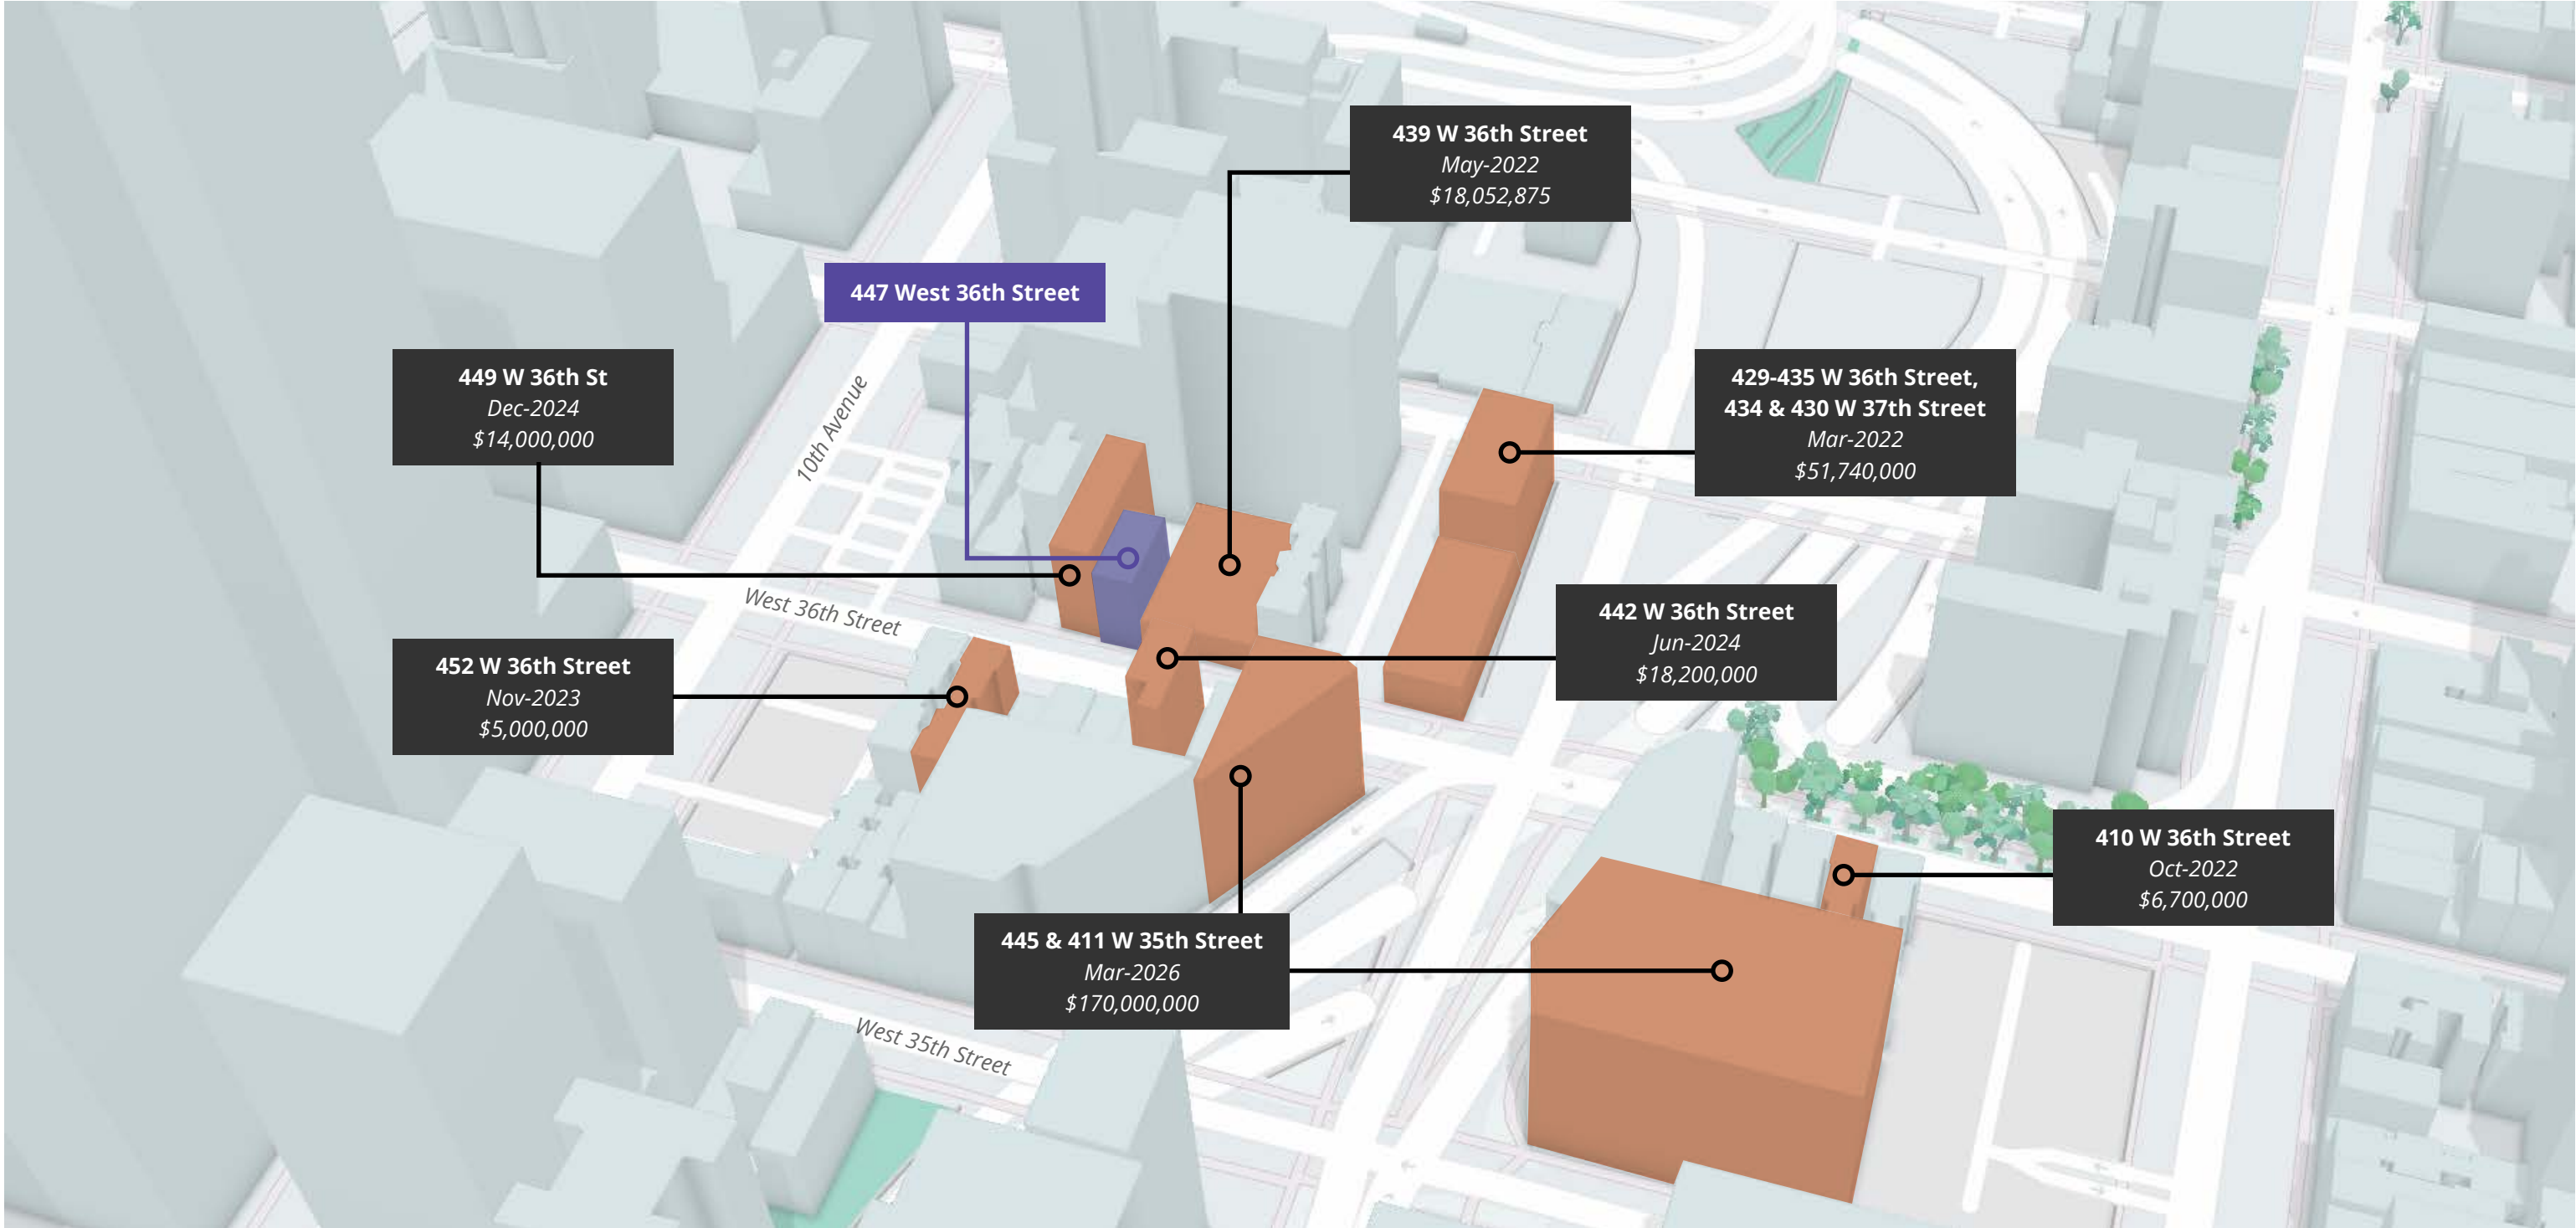 439 W 36th Street
May-2022
$18,052,875
447 West 36th Street
449 W 36th St
Dec-2024
$14,000,000
429-435 W 36th Street,
434 & 430 W 37th Street
Mar-2022
$51,740,000
10th Avenue
West 36th Street
442 W 36th Street
Jun-2024
$18,200,000
452 W 36th Street
Nov-2023
$5,000,000
410 W 36th Street
Oct-2022
$6,700,000
445 & 411 W 35th Street
Mar-2026
$170,000,000
West 35th Street